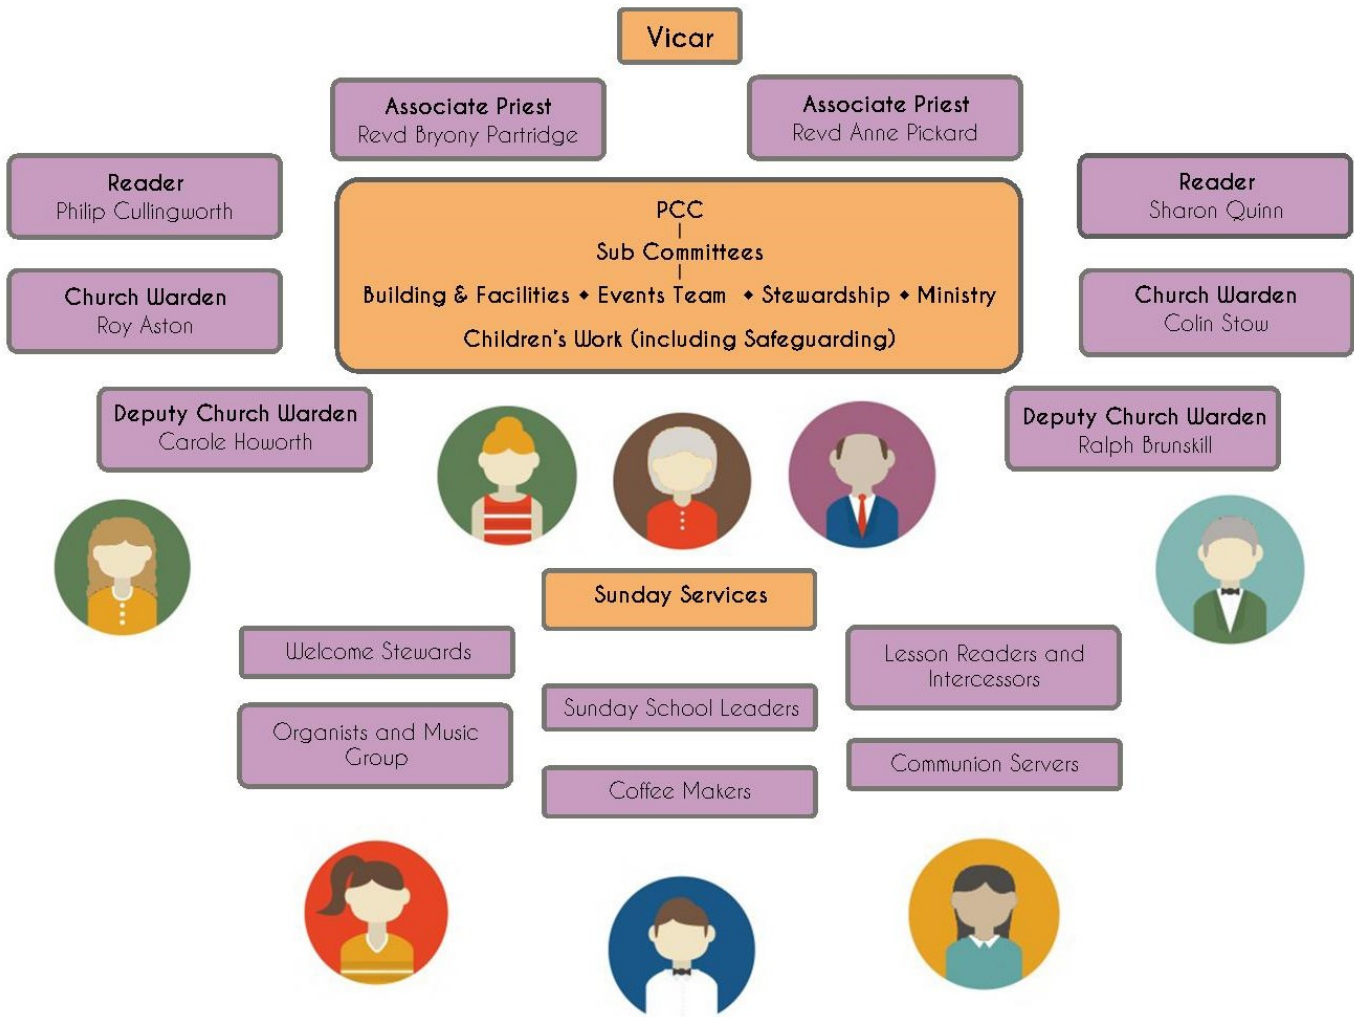 Vicar
Associate Priest
Revd Bryony Partridge
Associate Priest
Revd Anne Pickard
Reader
Philip Cullingworth
Reader
Sharon Quinn
PCC
Sub Committees
Building & Facilities ♦ Events Team ♦ Stewardship ♦ Ministry
Children's Work (including Safeguarding)
Church Warden
Roy Aston
Church Warden
Colin Stow
Deputy Church Warden
Carole Howorth
Deputy Church Warden
Ralph Brunskill
Sunday Services
Welcome Stewards
Organists and Music
Group
Sunday School Leaders
Coffee Makers
Lesson Readers and
Intercessors
Communion Servers